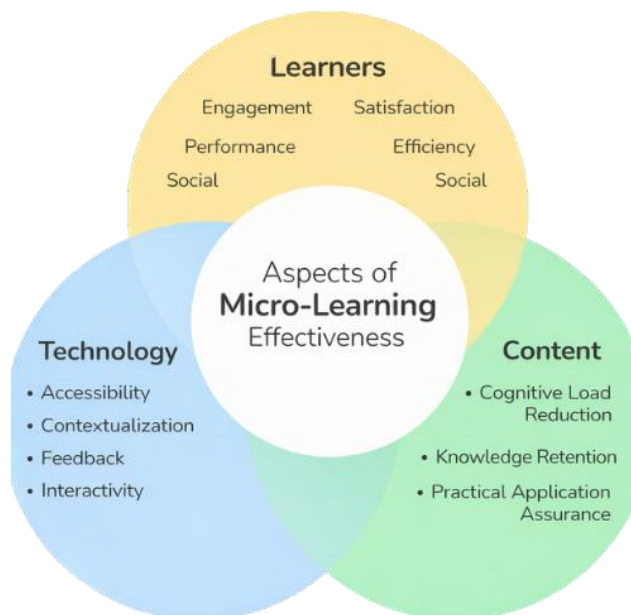 Learners
Engagement Satisfaction
Performance Efficiency
Social Social
Aspects of
Micro-Learning
Effectiveness
Technology
• Accessibility
• Contextualization
• Feedback
• Interactivity
Content
• Cognitive Load
Reduction
• Knowledge Retention
• Practical Application
Assurance